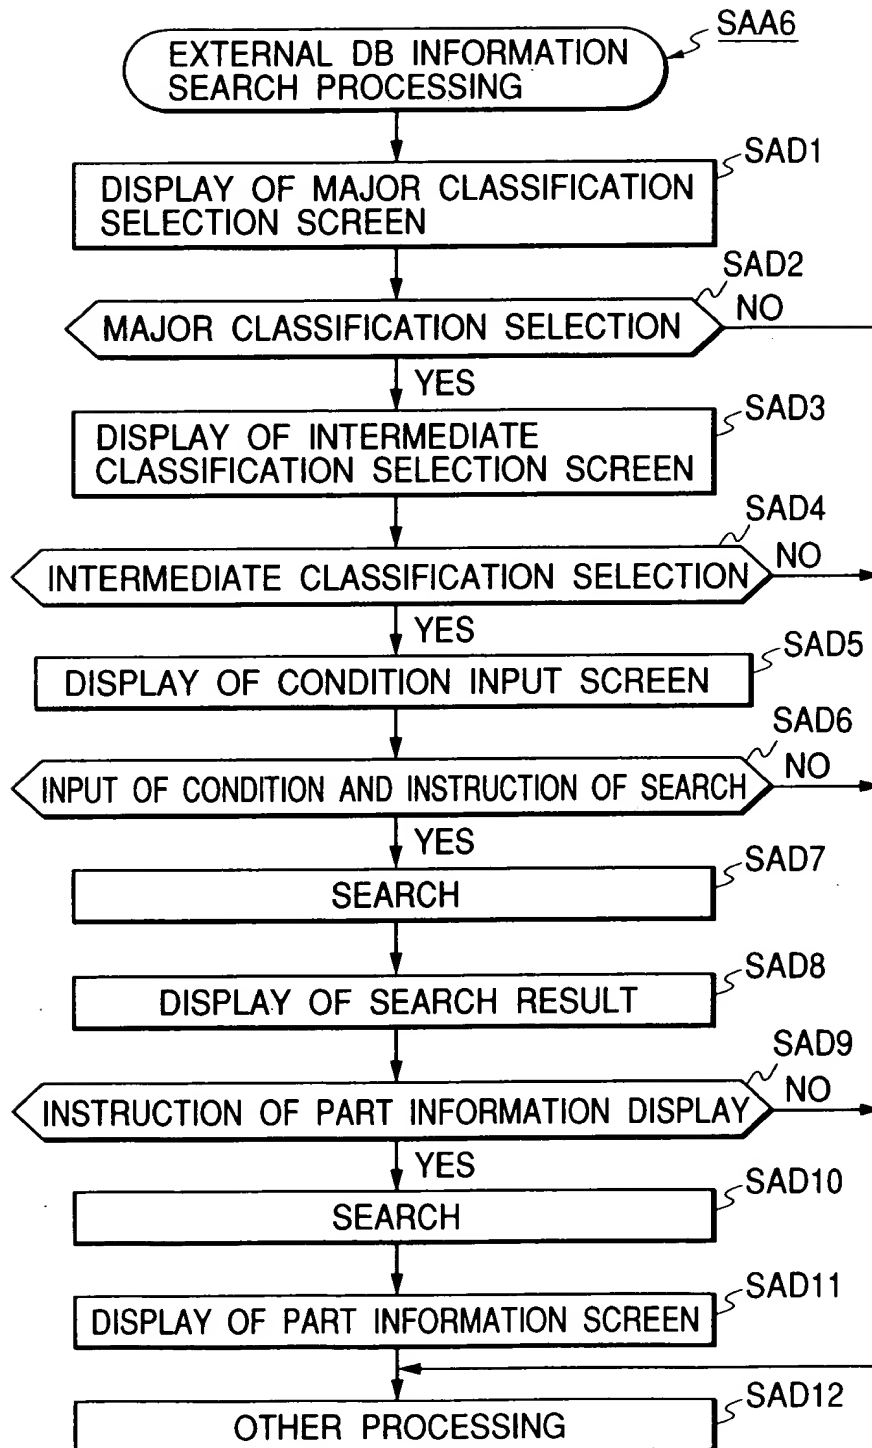 SAA6
EXTERNAL DB INFORMATION
SEARCH PROCESSING
SAD1
DISPLAY OF MAJOR CLASSIFICATION
SELECTION SCREEN
SAD2
MAJOR CLASSIFICATION SELECTION
NO
YES
SAD3
DISPLAY OF INTERMEDIATE
CLASSIFICATION SELECTION SCREEN
SAD4
INTERMEDIATE CLASSIFICATION SELECTION
NO
YES
SAD5
DISPLAY OF CONDITION INPUT SCREEN
SAD6
INPUT OF CONDITION AND INSTRUCTION OF SEARCH
NO
YES
SAD7
SEARCH
SAD8
DISPLAY OF SEARCH RESULT
SAD9
INSTRUCTION OF PART INFORMATION DISPLAY
NO
YES
SAD10
SEARCH
SAD11
DISPLAY OF PART INFORMATION SCREEN
SAD12
OTHER PROCESSING